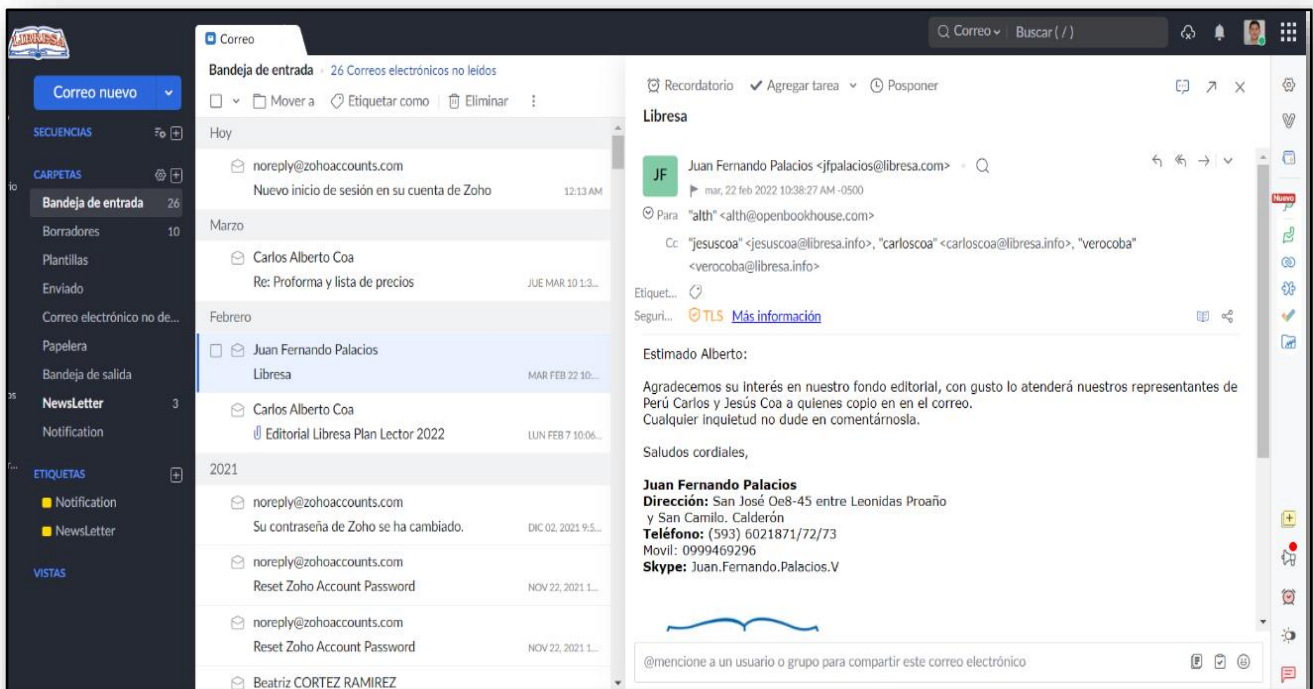 LIBRESA
Correo
Correo
Buscar ( / )
Correo nuevo
SECUENCIAS
CARPETAS
Bandeja de entrada 26
Borradores 10
Plantillas
Enviado
Correo electrónico no de...
Papelera
Bandeja de salida
NewsLetter 3
Notification
ETIQUETAS
Notification
NewsLetter
VISTAS
Bandeja de entrada 26 Correos electrónicos no leídos
Mover a Etiquetar como Eliminar
Hoy
noreply@zohoaccounts.com
Nuevo inicio de sesión en su cuenta de Zoho 12:13 AM
Marzo
Carlos Alberto Coa
Re: Proforma y lista de precios JUE MAR 10 1:3...
Febrero
Juan Fernando Palacios
Libresa MAR FEB 22 10:...
Carlos Alberto Coa
Editorial Libresa Plan Lector 2022 LUN FEB 7 10:06...
2021
noreply@zohoaccounts.com
Su contraseña de Zoho se ha cambiado. DIC 02, 2021 9:5...
noreply@zohoaccounts.com
Reset Zoho Account Password NOV 22, 2021 1...
noreply@zohoaccounts.com
Reset Zoho Account Password NOV 22, 2021 1...
Beatriz CORTEZ RAMIREZ
Recordatorio Agregar tarea Posponer
Libresa
JF
Juan Fernando Palacios <jfpalacios@libresa.com>
mar, 22 feb 2022 10:38:27 AM -0500
Para "alth" <alth@openbookhouse.com>
Cc "jesuscoa" <jesuscoa@libresa.info>, "carloscoa" <carloscoa@libresa.info>, "verocoba"
<verocoba@libresa.info>
Etiquet...
Seguri... TLS Más información
Estimado Alberto:
Agradecemos su interés en nuestro fondo editorial, con gusto lo atenderá nuestros representantes de
Perú Carlos y Jesús Coa a quienes copio en en el correo.
Cualquier inquietud no dude en comentárnosla.
Saludos cordiales,
Juan Fernando Palacios
Dirección: San José Oe8-45 entre Leonidas Proaño
y San Camilo. Calderón
Teléfono: (593) 6021871/72/73
Movil: 0999469296
Skype: Juan.Fernando.Palacios.V
@mencione a un usuario o grupo para compartir este correo electrónico
Nuevo